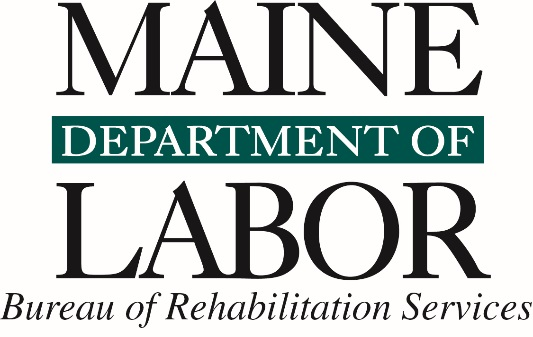 MAINE
DEPARTMENT OF
LABOR
Bureau of Rehabilitation Services